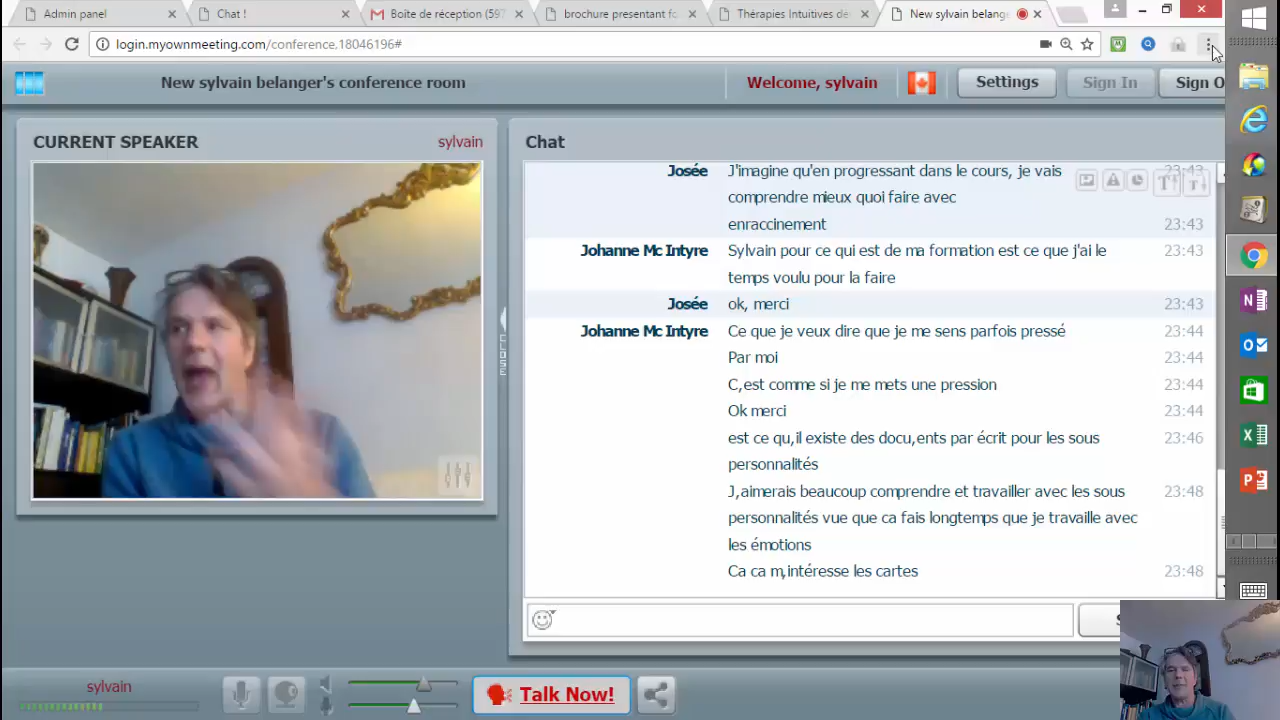 Admin panel
Chat !
Boîte de réception (597
brochure presentant fo
Thérapies Intuitives dé
New sylvain belange
login.myownmeeting.com/conference,18046196#
New sylvain belanger's conference room
Welcome, sylvain
Settings
Sign In
Sign O
CURRENT SPEAKER
sylvain
Chat
Josée
J'imagine qu'en progressant dans le cours, je vais
23:43
comprendre mieux quoi faire avec
enracinement
23:43
Johanne Mc Intyre
Sylvain pour ce qui est de ma formation est ce que j'ai le
23:43
temps voulu pour la faire
Josée
ok, merci
23:43
Johanne Mc Intyre
Ce que je veux dire que je me sens parfois pressé
23:44
Par moi
23:44
C,est comme si je me mets une pression
23:44
Ok merci
23:44
est ce qu,il existe des docu,ents par écrit pour les sous
23:46
personnalités
J,aimerais beaucoup comprendre et travailler avec les sous
23:48
personnalités vue que ca fais longtemps que je travaille avec
les émotions
Ca ca m,intéresse les cartes
23:48
CLOSE
sylvain
Talk Now!